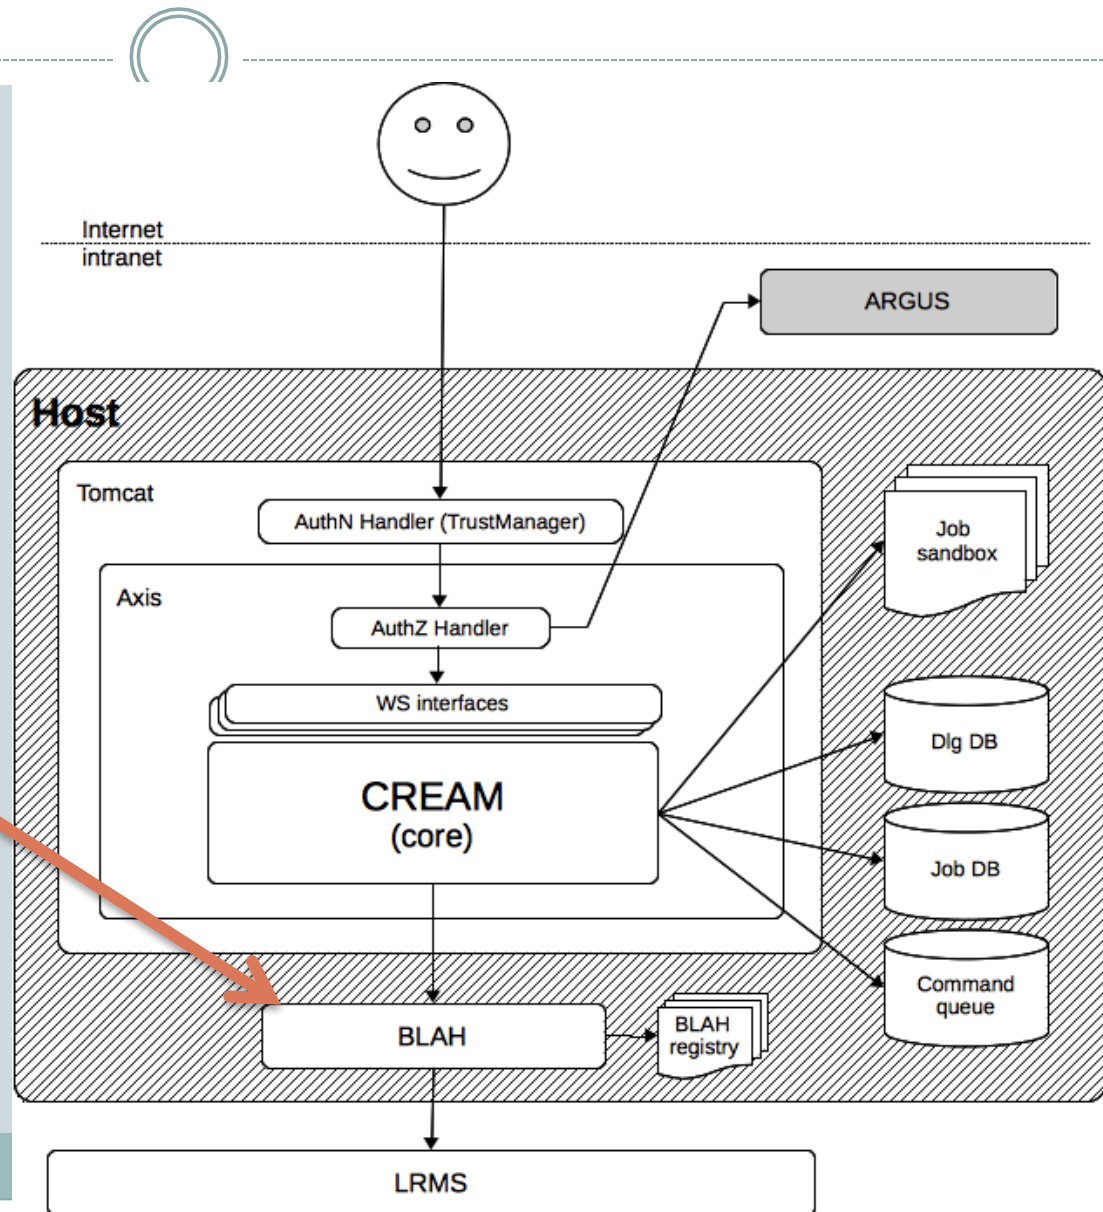 Internet
intranet
ARGUS
Host
Tomcat
AuthN Handler (TrustManager)
Axis
AuthZ Handler
WS interfaces
CREAM
(core)
Job
sandbox
Dlg DB
Job DB
Command
queue
BLAH
BLAH
registry
LRMS